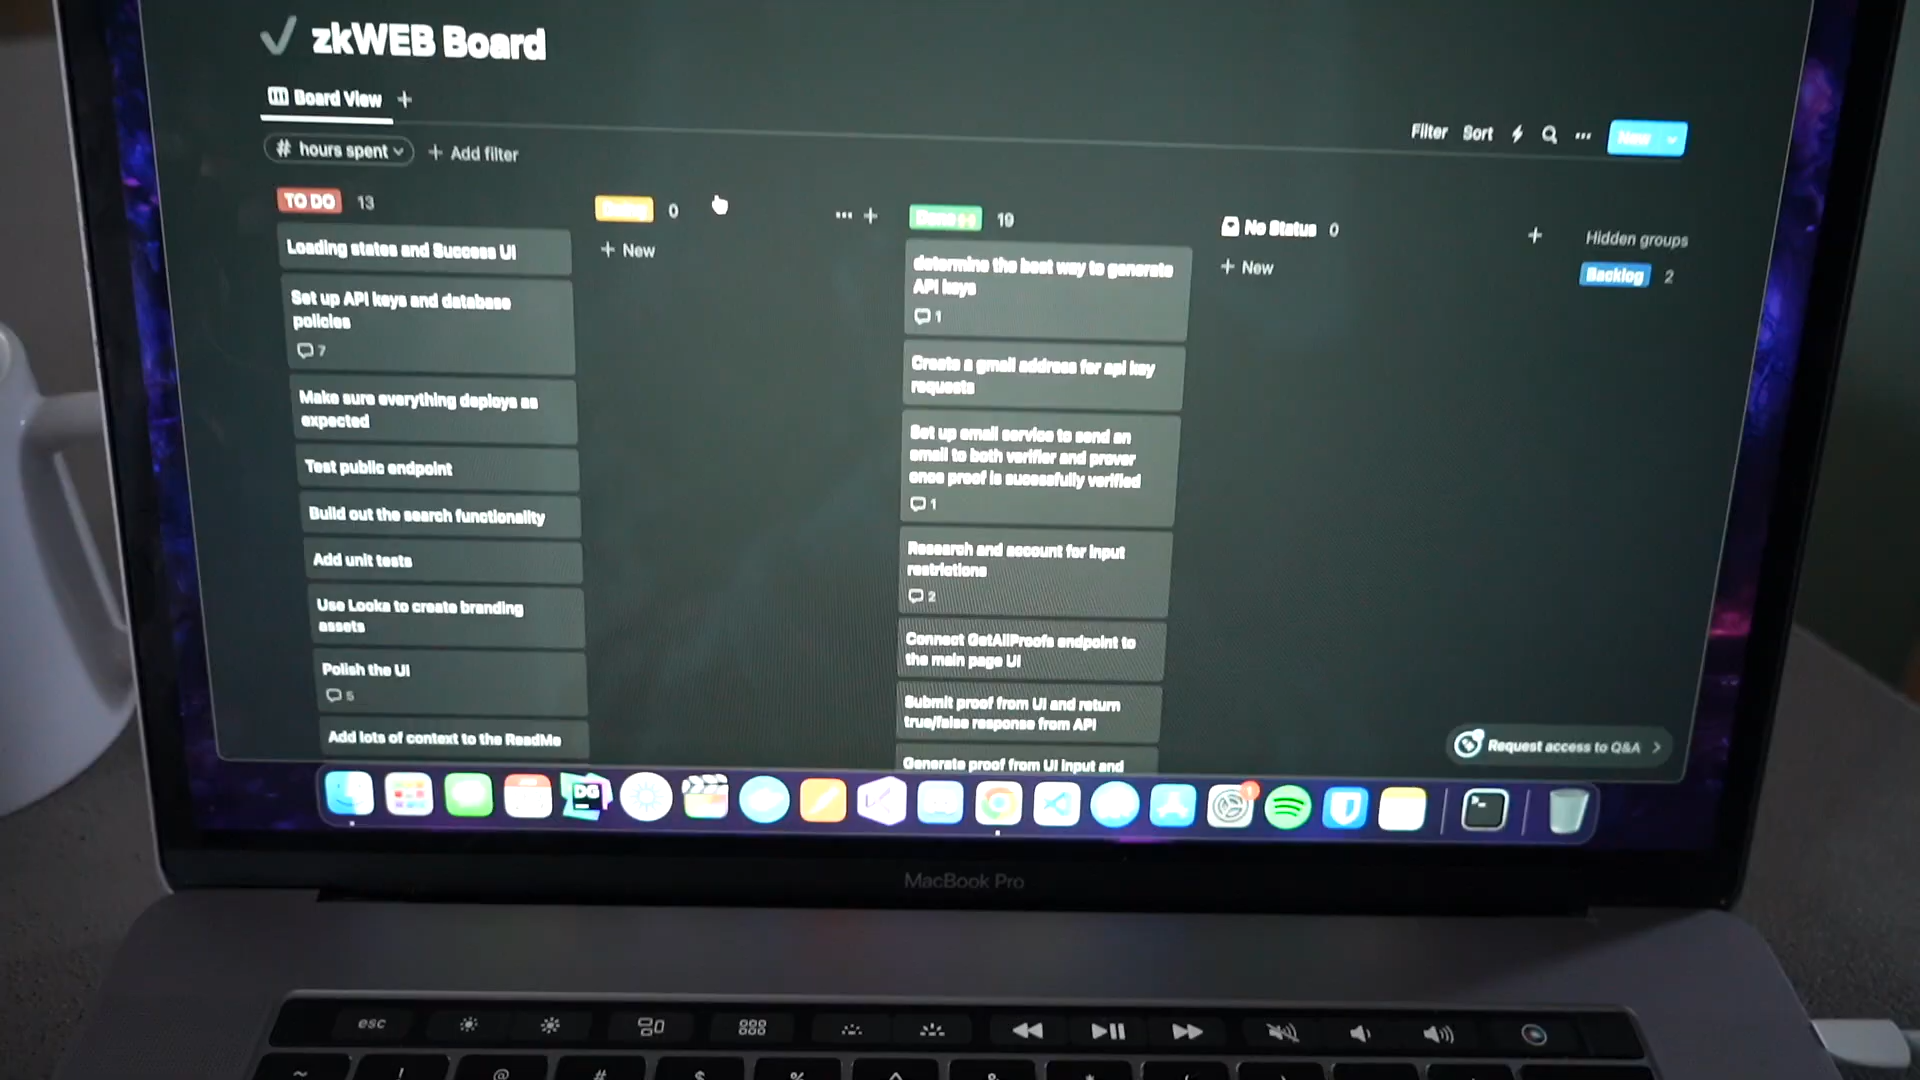 zkWEB Board
Board View
Filter Sort
New
# hours spent
+ Add filter
TO DO 13
Loading states and Success UI
Set up API keys and database
policies
7
Make sure everything deploys as
expected
Test public endpoint
Build out the search functionality
Add unit tests
Use Looka to create branding
assets
Polish the UI
5
Add lots of context to the ReadMe
Doing 0
+ New
Done 19
determine the best way to generate
API keys
1
Create a gmail address for api key
requests
Set up email service to send an
email to both verifier and prover
once proof is sucessfully verified
1
Research and account for input
restrictions
2
Connect GetAllProofs endpoint to
the main page UI
Submit proof from UI and return
true/false response from API
Generate proof from UI input and
No Status 0
+ New
Hidden groups
Backlog 2
Request access to Q&A
DG
1
MacBook Pro
esc
~ ! @ # $ % ^ &